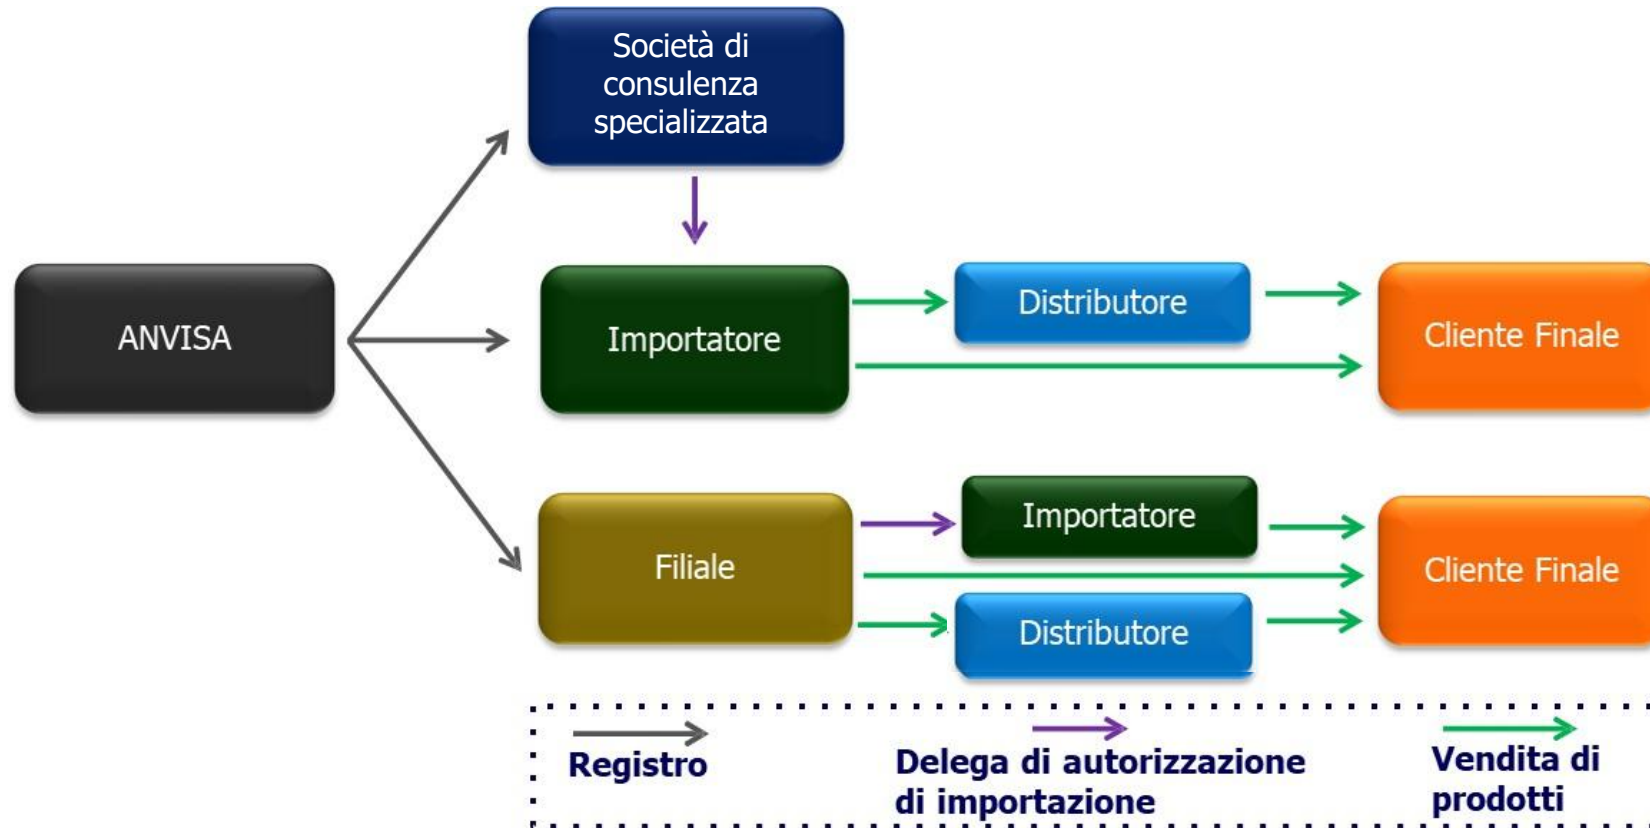 Società di
consulenza
specializzata
ANVISA
Importatore
Distributore
Cliente Finale
Filiale
Importatore
Distributore
Cliente Finale
Registro
Delega di autorizzazione
di importazione
Vendita di
prodotti